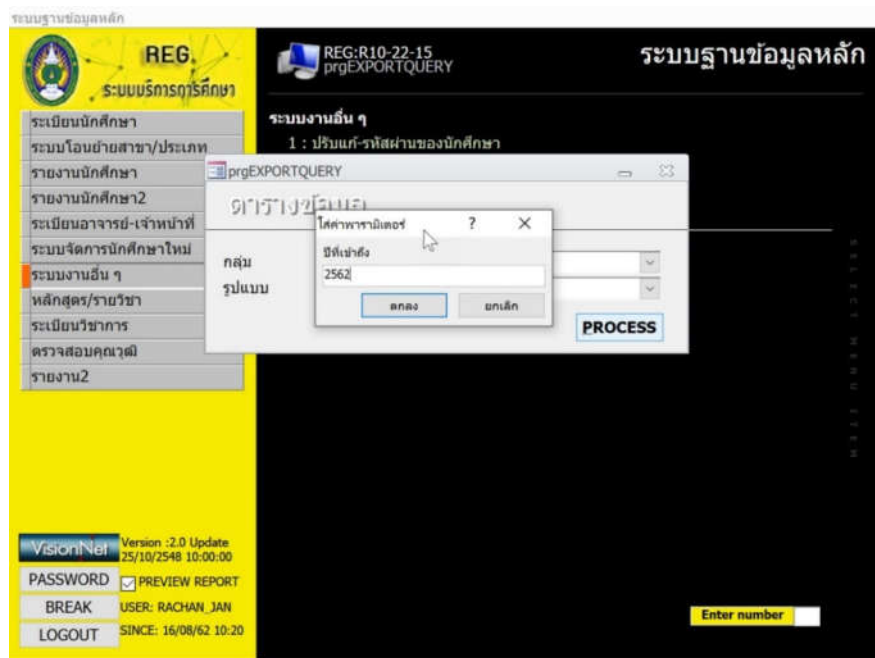 ระบบฐานข้อมูลหลัก
REG.
ระบบบริการการศึกษา
REG:R10-22-15
prgEXPORTQUERY
ระบบฐานข้อมูลหลัก
ระเบียนนักศึกษา
ระบบโอนย้ายสาขา/ประเภท
รายงานนักศึกษา
รายงานนักศึกษา2
ระเบียนอาจารย์-เจ้าหน้าที่
ระบบจัดการนักศึกษาใหม่
ระบบงานอื่น ๆ
หลักสูตร/รายวิชา
ระเบียนวิชาการ
ตรวจสอบคุณวุฒิ
รายงาน2
ระบบงานอื่น ๆ
1 : ปรับแก้-รหัสผ่านของนักศึกษา
prgEXPORTQUERY
ตารางข้อมูล
กลุ่ม
รูปแบบ
PROCESS
ใส่ค่าพารามิเตอร์ ? X
ปีที่เข้าถึง
2562
ตกลง ยกเลิก
SELECT MENU ITEM
VisionNet
Version :2.0 Update
25/10/2548 10:00:00
PASSWORD
PREVIEW REPORT
BREAK
USER: RACHAN_JAN
LOGOUT
SINCE: 16/08/62 10:20
Enter number